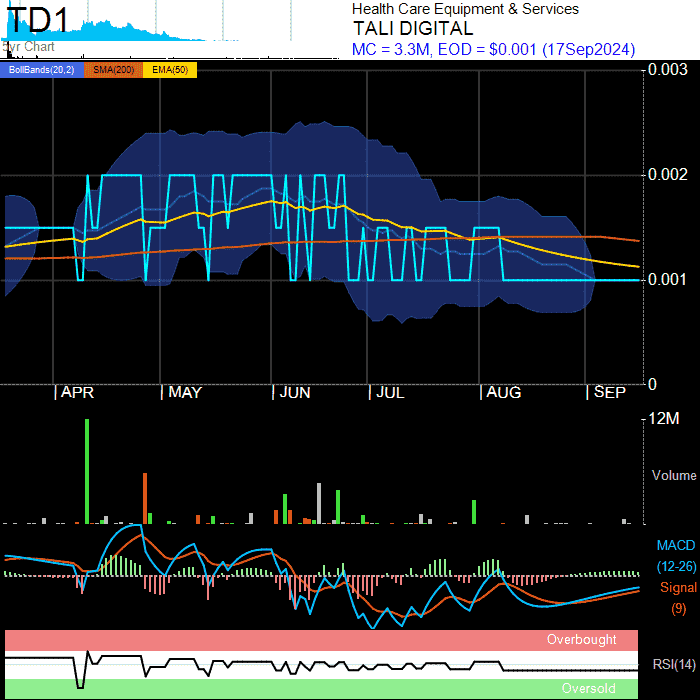 TD1
5yr Chart
Health Care Equipment & Services
TALI DIGITAL
MC = 3.3M, EOD = $0.001 (17Sep2024)
BollBands(20,2) SMA(200) EMA(50)
0.003
0.002
0.001
0
APR MAY JUN JUL AUG SEP
12M
Volume
MACD
(12-26)
Signal
(9)
Overbought
RSI(14)
Oversold